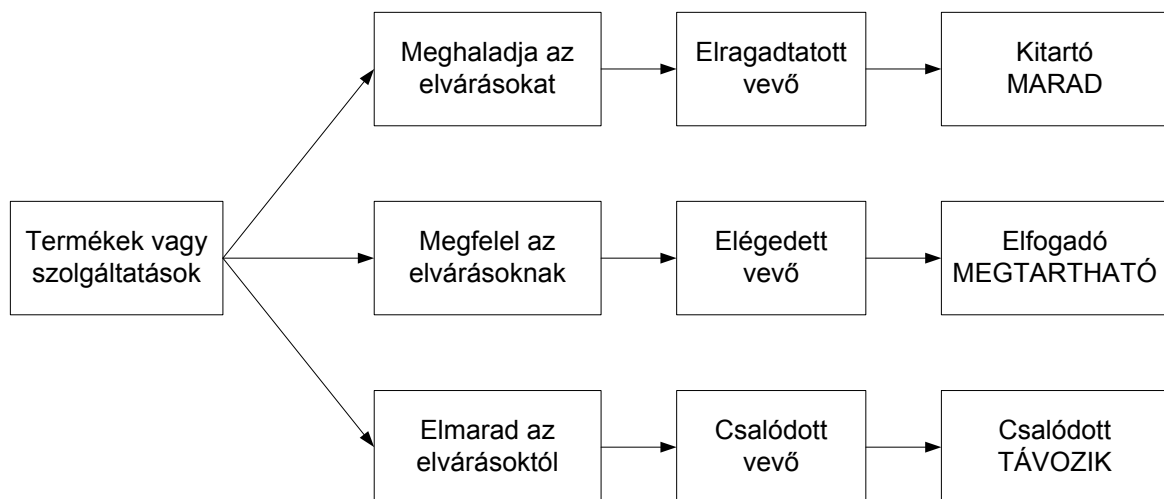 Meghaladja az
elvárásokat
Elragadtatott
vevő
Kitartó
MARAD
Termékek vagy
szolgáltatások
Megfelel az
elvárásoknak
Elégedett
vevő
Elfogadó
MEGTARTHATÓ
Elmarad az
elvárásoktól
Csalódott
vevő
Csalódott
TÁVOZIK